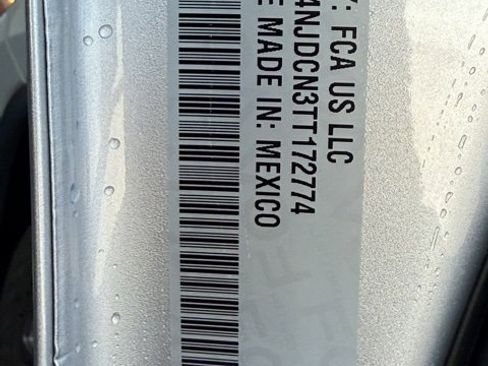 : FCA US LLC
4NJDCN3TT172774
E MADE IN: MEXICO